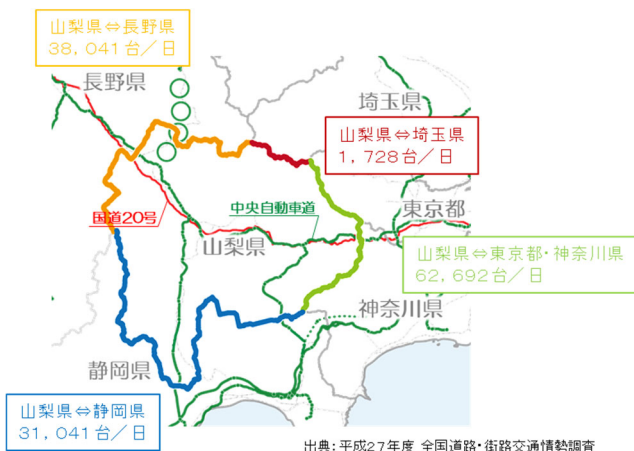 山梨県⇔長野県
38,041台／日
長野県
埼玉県
山梨県⇔埼玉県
1,728台／日
国道20号
中央自動車道
東京都
山梨県
山梨県⇔東京都・神奈川県
62,692台／日
神奈川県
静岡県
山梨県⇔静岡県
31,041台／日
出典：平成27年度 全国道路・街路交通情勢調査